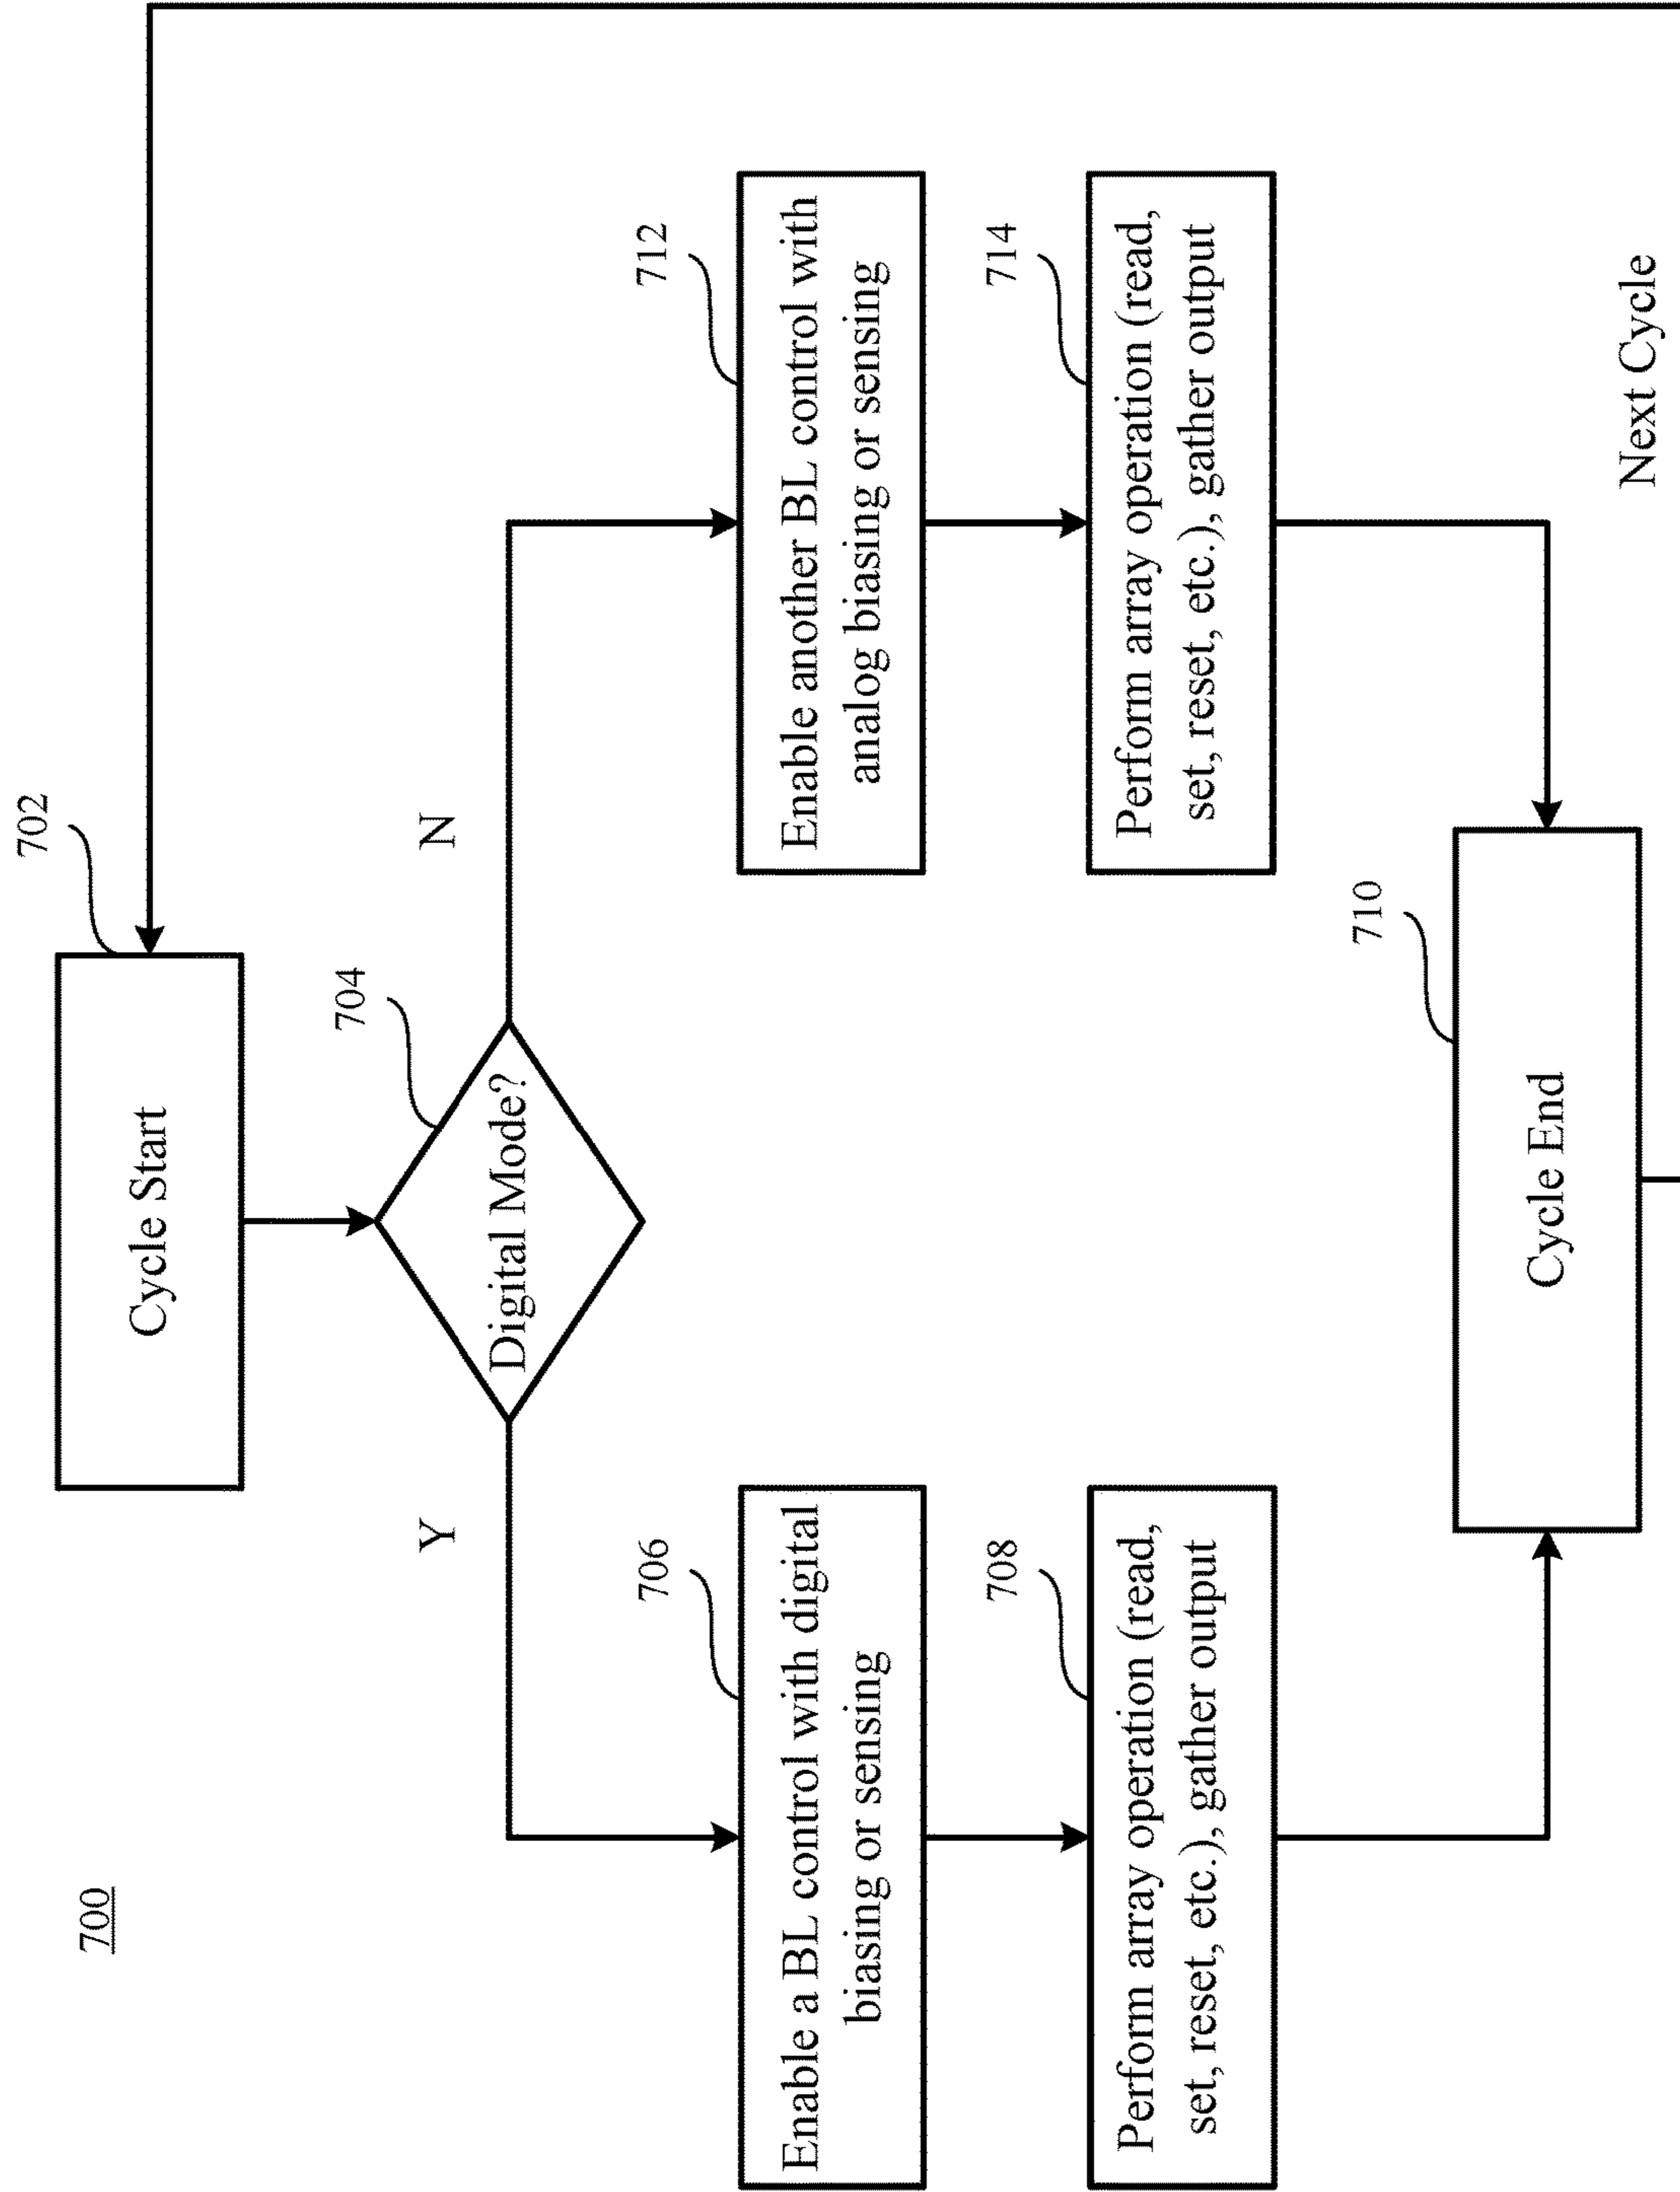 700
702
Cycle Start
704
Digital Mode?
Y
N
706
Enable a BL control with digital
biasing or sensing
712
Enable another BL control with
analog biasing or sensing
708
Perform array operation (read,
set, reset, etc.), gather output
714
Perform array operation (read,
set, reset, etc.), gather output
710
Cycle End
Next Cycle